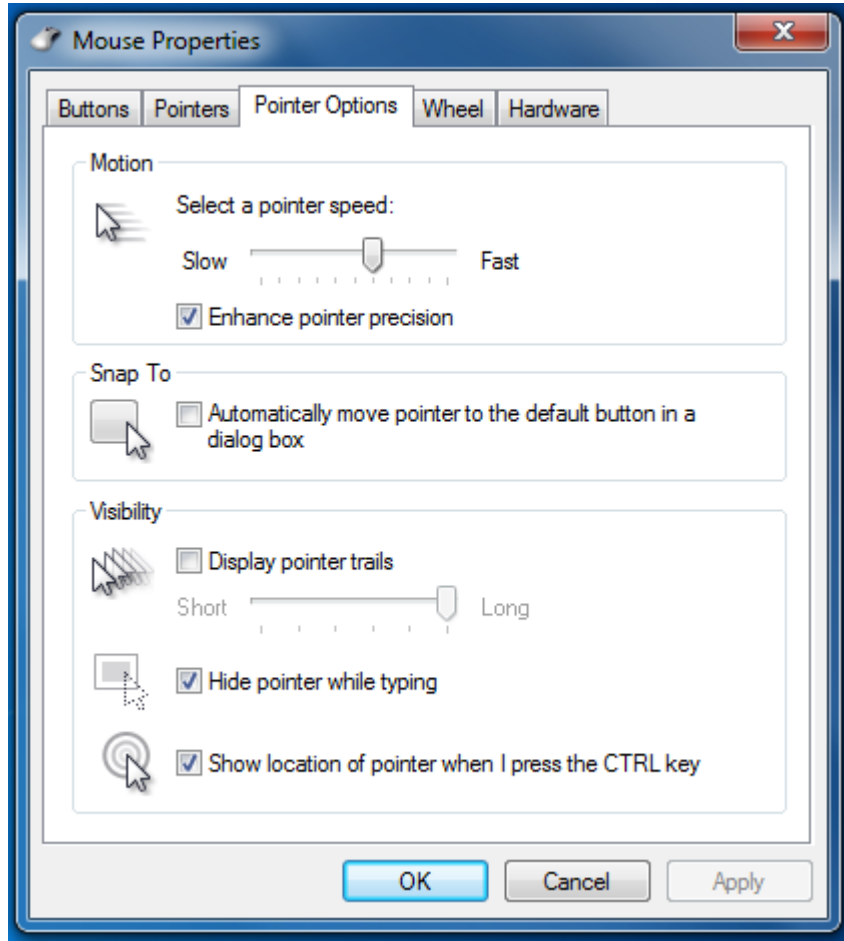 Mouse Properties
Buttons Pointers Pointer Options Wheel Hardware
Motion
Select a pointer speed:
Slow Fast
Enhance pointer precision
Snap To
Automatically move pointer to the default button in a
dialog box
Visibility
Display pointer trails
Short Long
Hide pointer while typing
Show location of pointer when I press the CTRL key
OK Cancel Apply